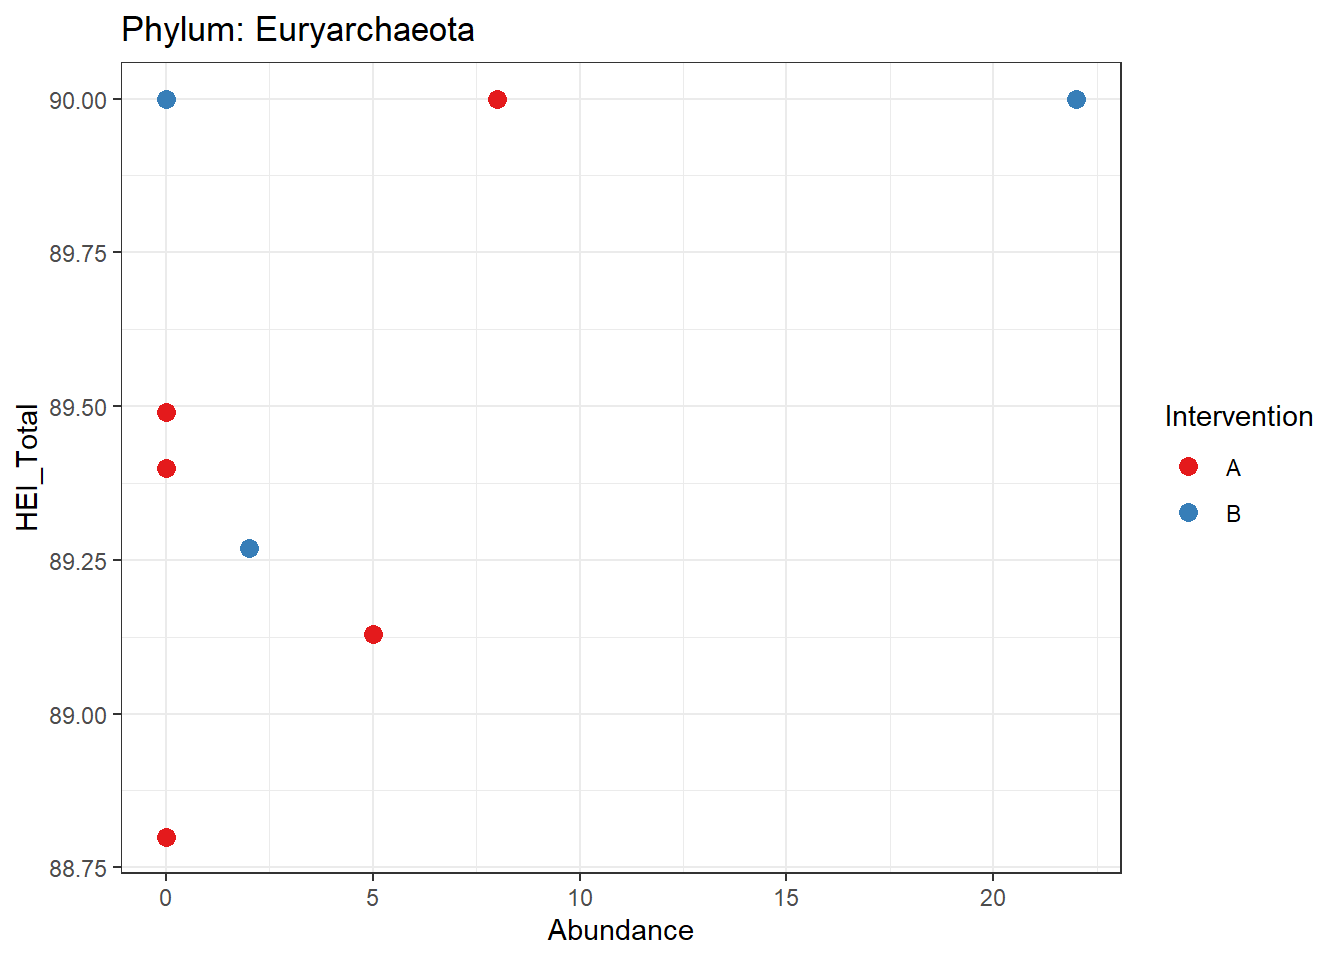 Phylum: Euryarchaeota
HEI_Total
90.00
89.75
89.50
89.25
89.00
88.75
0 5 10 15 20
Abundance
Intervention
A
B